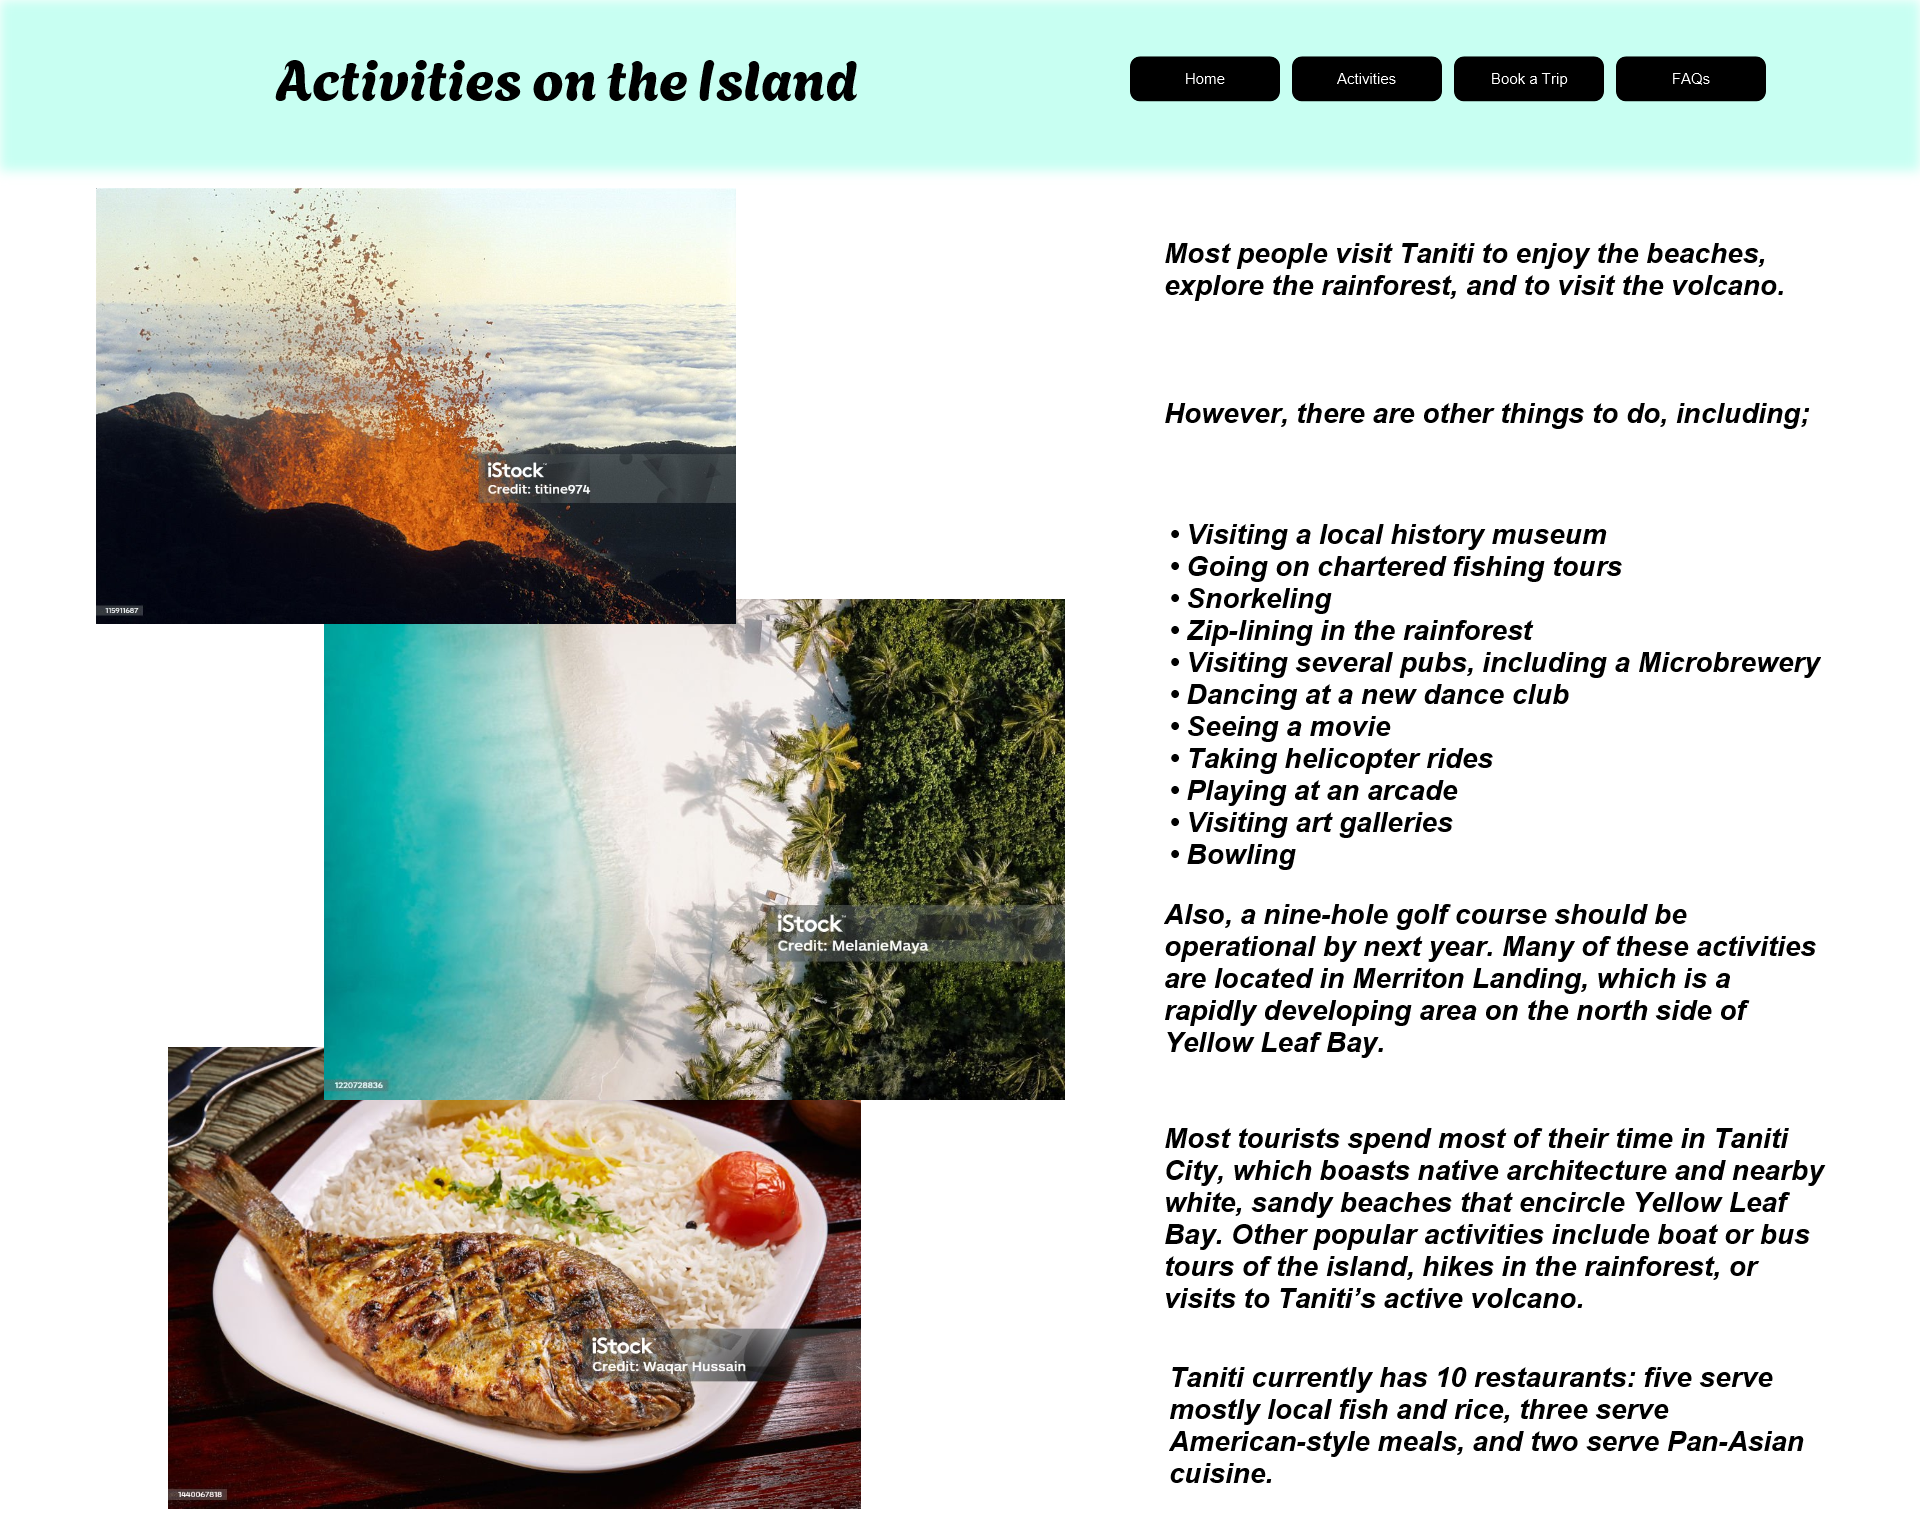 Activities on the Island
Home
Activities
Book a Trip
FAQs
iStock
Credit: titine974
115911687
iStock
Credit: MelanieMaya
1220728836
iStock
Credit: Waqar Hussain
1440067818
Most people visit Taniti to enjoy the beaches,
explore the rainforest, and to visit the volcano.
However, there are other things to do, including;
• Visiting a local history museum
• Going on chartered fishing tours
• Snorkeling
• Zip-lining in the rainforest
• Visiting several pubs, including a Microbrewery
• Dancing at a new dance club
• Seeing a movie
• Taking helicopter rides
• Playing at an arcade
• Visiting art galleries
• Bowling
Also, a nine-hole golf course should be
operational by next year. Many of these activities
are located in Merriton Landing, which is a
rapidly developing area on the north side of
Yellow Leaf Bay.
Most tourists spend most of their time in Taniti
City, which boasts native architecture and nearby
white, sandy beaches that encircle Yellow Leaf
Bay. Other popular activities include boat or bus
tours of the island, hikes in the rainforest, or
visits to Taniti’s active volcano.
Taniti currently has 10 restaurants: five serve
mostly local fish and rice, three serve
American-style meals, and two serve Pan-Asian
cuisine.